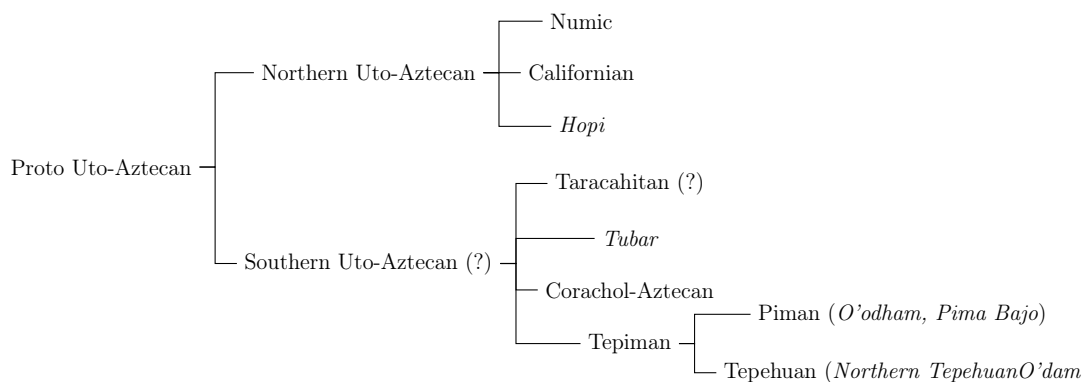 Numic
Northern Uto-Aztecan
Californian
Hopi
Proto Uto-Aztecan
Taracahitan (?)
Tubar
Southern Uto-Aztecan (?)
Corachol-Aztecan
Tepiman
Piman (O'odham, Pima Bajo)
Tepehuan (Northern TepehuanO'dam